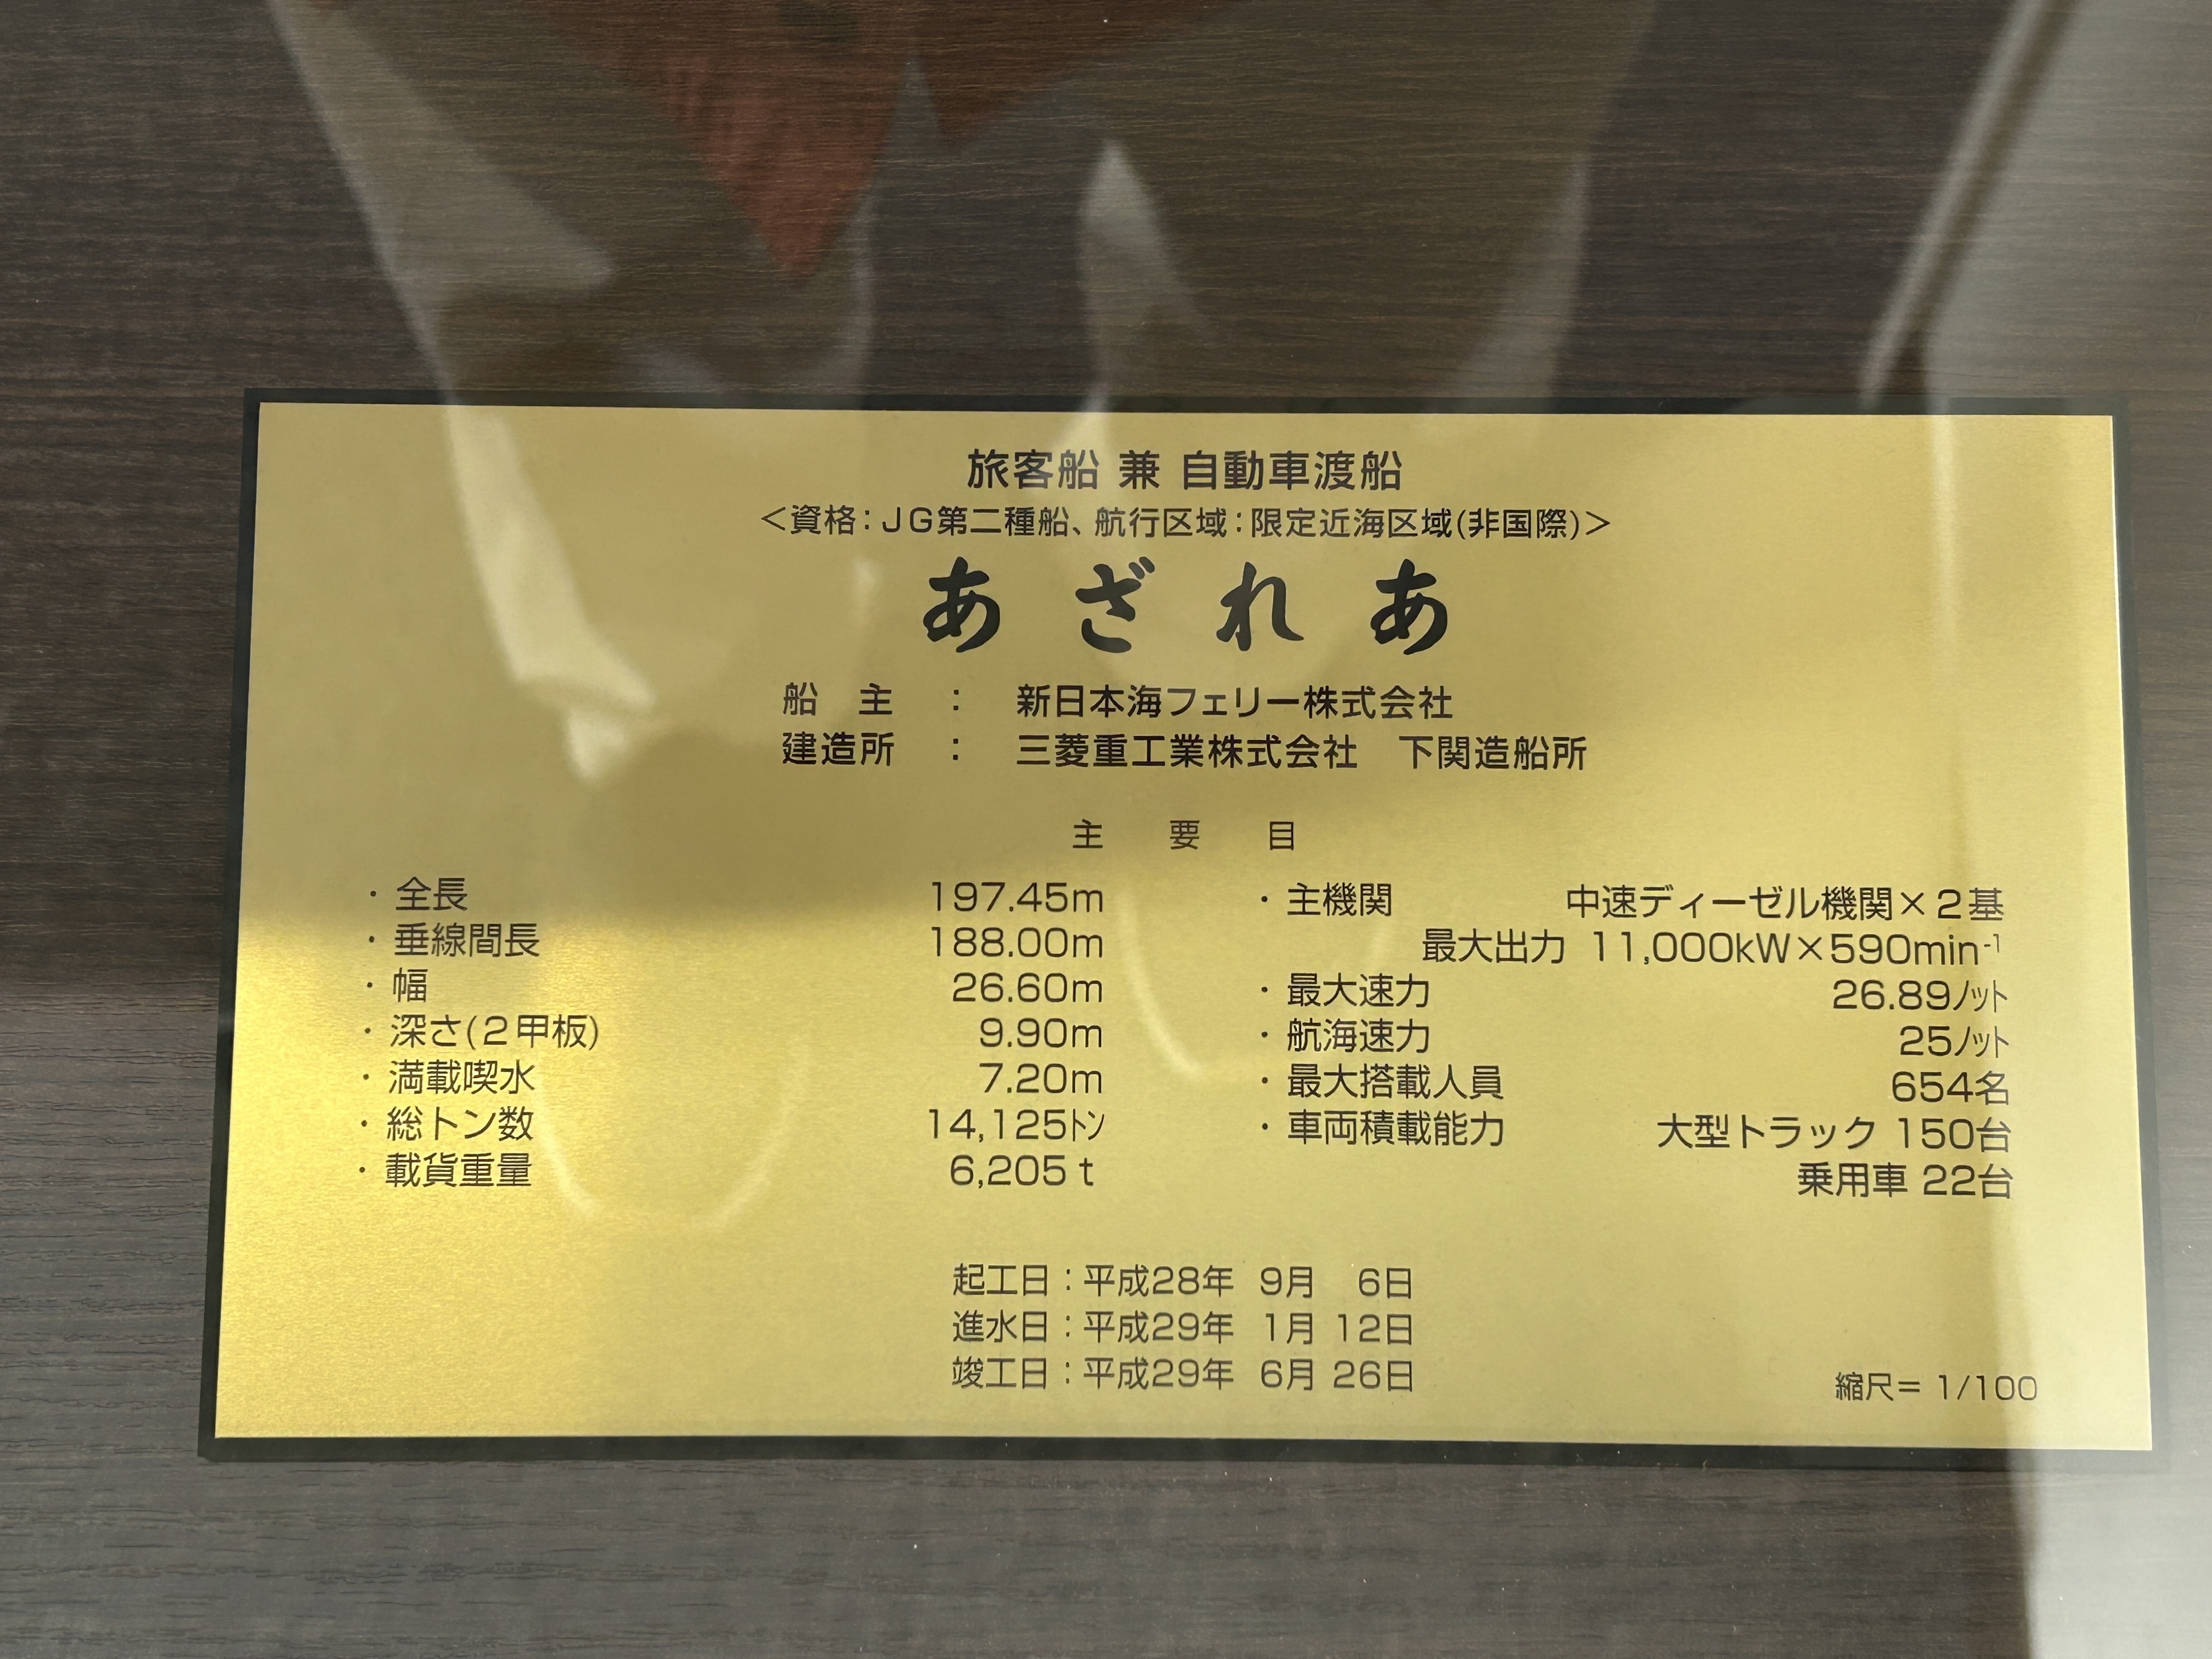 旅客船 兼 自動車渡船
＜資格：ＪＧ第二種船、航行区域：限定近海区域(非国際)＞
あざれあ
船 主 ： 新日本海フェリー株式会社
建造所 ： 三菱重工業株式会社 下関造船所
主 要 目
・全長 197.45m
・垂線間長 188.00m
・幅 26.60m
・深さ(２甲板) 9.90m
・満載喫水 7.20m
・総トン数 14,125ﾄﾝ
・載貨重量 6,205ｔ
・主機関 中速ディーゼル機関×２基
最大出力 11,000kW×590min⁻¹
・最大速力 26.89ﾉｯﾄ
・航海速力 25ﾉｯﾄ
・最大搭載人員 654名
・車両積載能力 大型トラック 150台
乗用車 22台
起工日：平成28年 9月 6日
進水日：平成29年 1月 12日
竣工日：平成29年 6月 26日
縮尺＝ 1/100